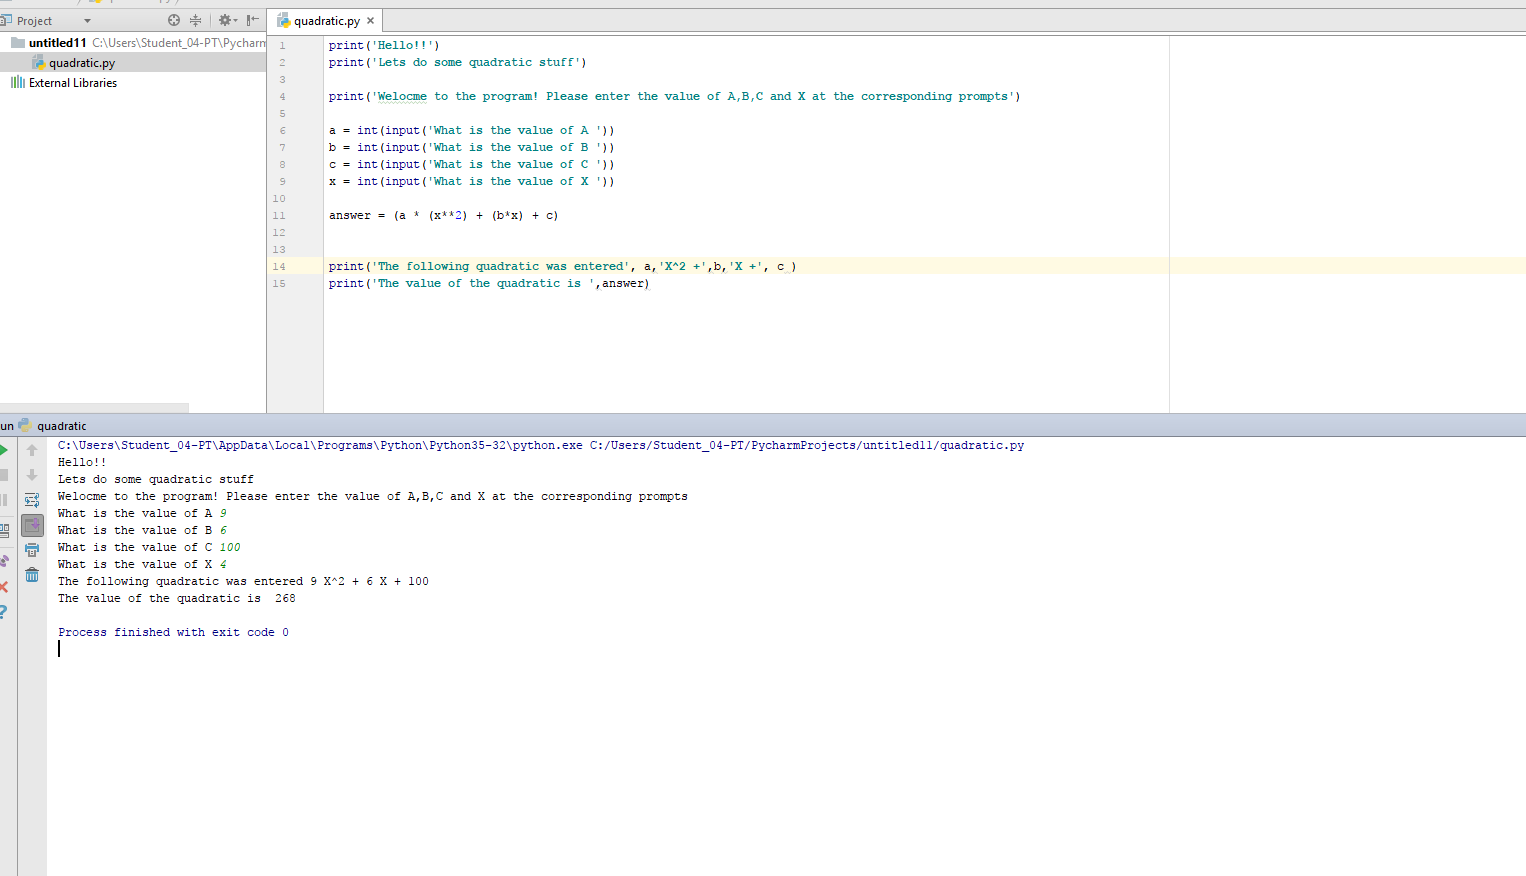 Project
quadratic.py
untitled11 C:\Users\Student_04-PT\Pycharm
quadratic.py
External Libraries
1 print('Hello!!')
2 print('Lets do some quadratic stuff')
3
4 print('Welocme to the program! Please enter the value of A,B,C and X at the corresponding prompts')
5
6 a = int(input('What is the value of A '))
7 b = int(input('What is the value of B '))
8 c = int(input('What is the value of C '))
9 x = int(input('What is the value of X '))
10
11 answer = (a * (x**2) + (b*x) + c)
12
13
14 print('The following quadratic was entered', a,'X^2 +',b,'X +', c )
15 print('The value of the quadratic is ',answer)
un quadratic
C:\Users\Student_04-PT\AppData\Local\Programs\Python\Python35-32\python.exe C:/Users/Student_04-PT/PycharmProjects/untitled11/quadratic.py
Hello!!
Lets do some quadratic stuff
Welocme to the program! Please enter the value of A,B,C and X at the corresponding prompts
What is the value of A 9
What is the value of B 6
What is the value of C 100
What is the value of X 4
The following quadratic was entered 9 X^2 + 6 X + 100
The value of the quadratic is  268
Process finished with exit code 0